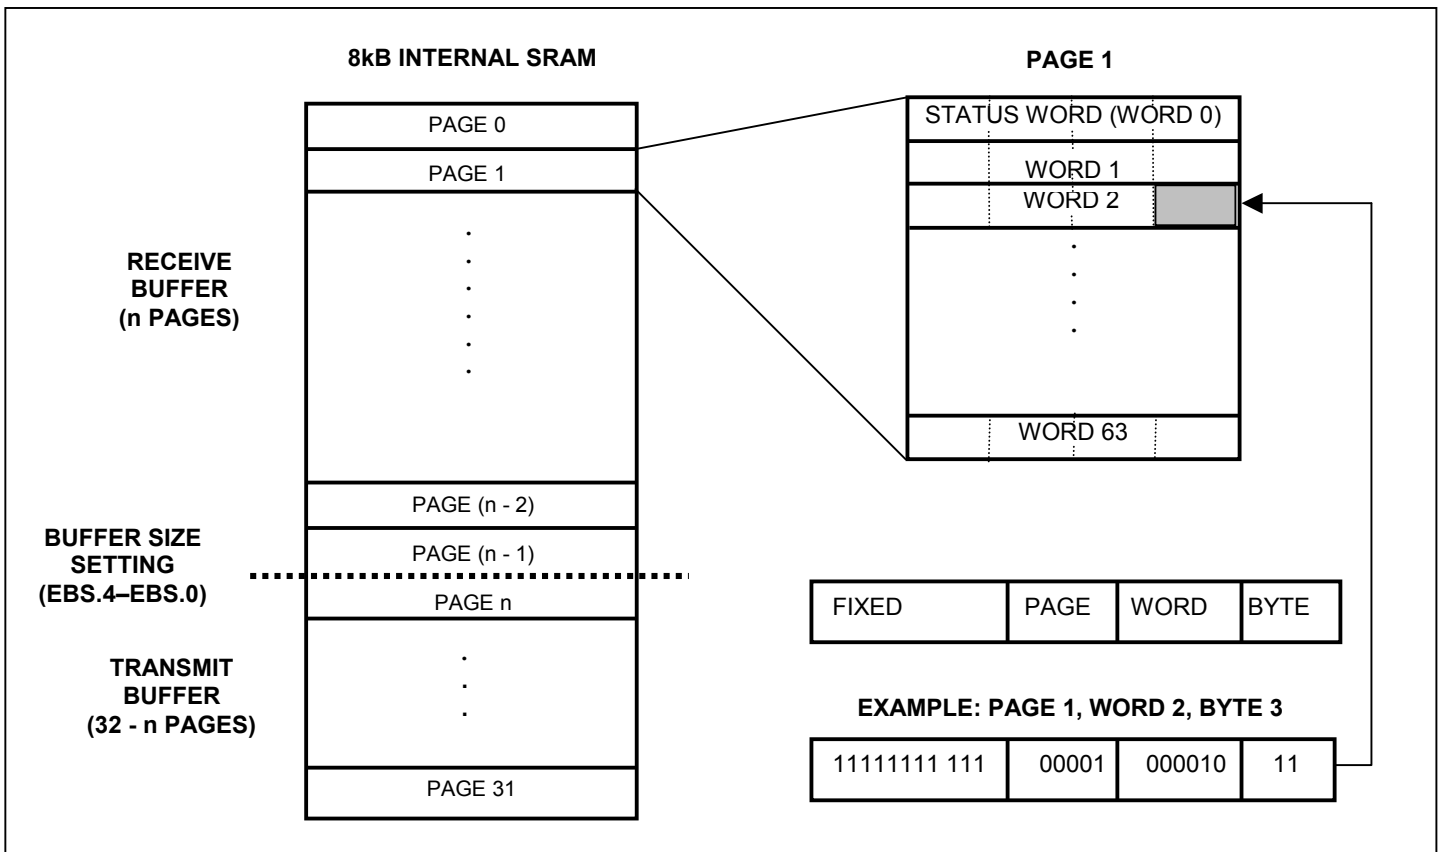 8kB INTERNAL SRAM
PAGE 0
PAGE 1
RECEIVE
BUFFER
(n PAGES)
PAGE (n - 2)
BUFFER SIZE
SETTING
(EBS.4–EBS.0)
PAGE (n - 1)
PAGE n
TRANSMIT
BUFFER
(32 - n PAGES)
PAGE 31
PAGE 1
STATUS WORD (WORD 0)
WORD 1
WORD 2
WORD 63
FIXED PAGE WORD BYTE
EXAMPLE: PAGE 1, WORD 2, BYTE 3
11111111 111 00001 000010 11